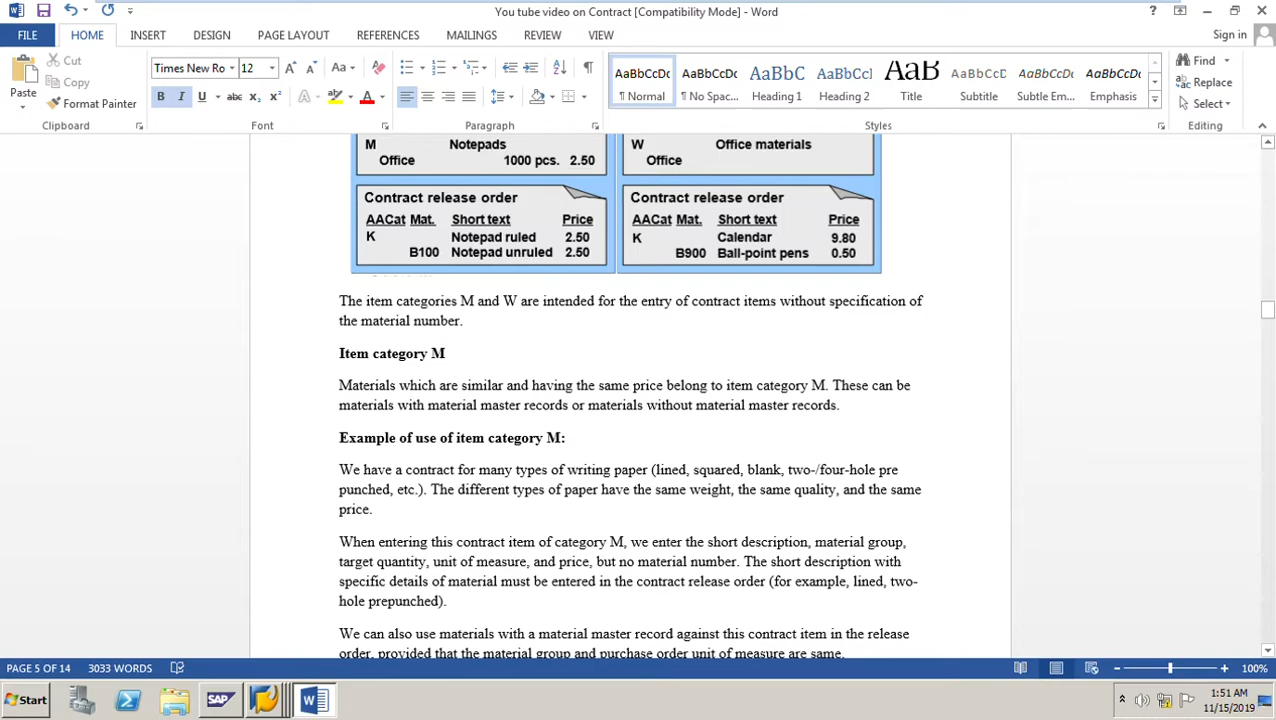 You tube video on Contract [Compatibility Mode] - Word
?
FILE HOME INSERT DESIGN PAGE LAYOUT REFERENCES MAILINGS REVIEW VIEW Sign in
Paste
Cut
Copy
Format Painter
Times New Ro 12
AaBbCcDc
¶ Normal
AaBbCcDc
¶ No Spac...
AaBbC
Heading 1
AaBbCc
Heading 2
AaB
Title
AaBbCcC
Subtitle
AaBbCcDc
Subtle Em...
AaBbCcDc
Emphasis
Find
Replace
Select
Clipboard Font Paragraph Styles Editing
M Notepads
Office 1000 pcs. 2.50
Contract release order
AACat Mat. Short text Price
K Notepad ruled 2.50
B100 Notepad unruled 2.50
W Office materials
Office
Contract release order
AACat Mat. Short text Price
K Calendar 9.80
B900 Ball-point pens 0.50
The item categories M and W are intended for the entry of contract items without specification of
the material number.
Item category M
Materials which are similar and having the same price belong to item category M. These can be
materials with material master records or materials without material master records.
Example of use of item category M:
We have a contract for many types of writing paper (lined, squared, blank, two-/four-hole pre
punched, etc.). The different types of paper have the same weight, the same quality, and the same
price.
When entering this contract item of category M, we enter the short description, material group,
target quantity, unit of measure, and price, but no material number. The short description with
specific details of material must be entered in the contract release order (for example, lined, two-
hole prepunched).
We can also use materials with a material master record against this contract item in the release
order, provided that the material group and purchase order unit of measure are same.
PAGE 5 OF 14 3033 WORDS 100%
Start SAP 1:51 AM
11/15/2019